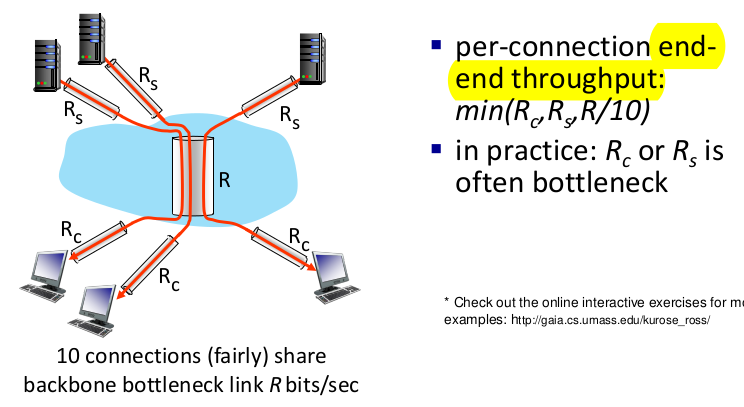 R_s
R_s
R_s
R
R_c
R_c
R_c
10 connections (fairly) share
backbone bottleneck link R bits/sec
▪ per-connection end-
end throughput:
min(R_c,R_s,R/10)
▪ in practice: R_c or R_s is
often bottleneck
* Check out the online interactive exercises for mo
examples: http://gaia.cs.umass.edu/kurose_ross/